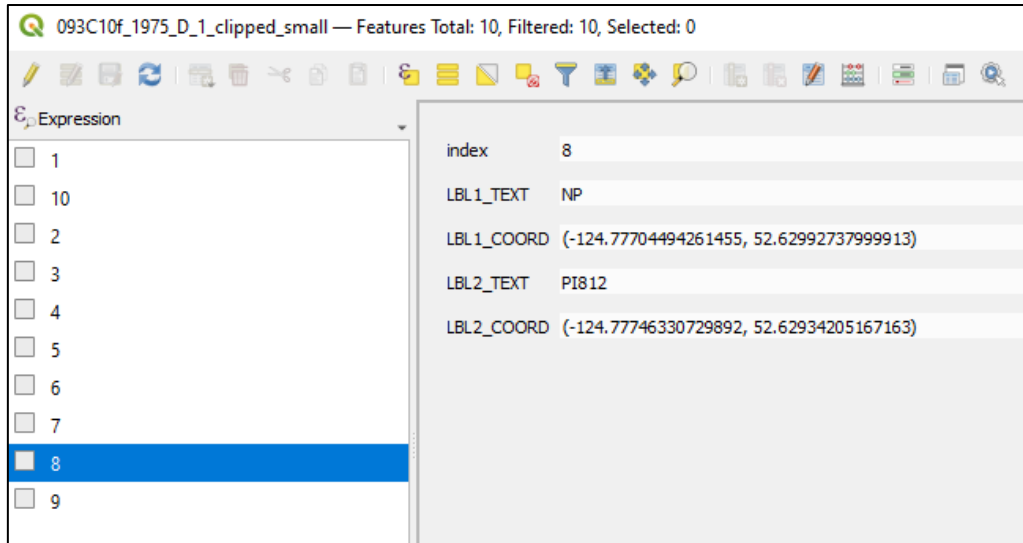 093C10f_1975_D_1_clipped_small — Features Total: 10, Filtered: 10, Selected: 0
Expression
1
10
2
3
4
5
6
7
8
9
index 8
LBL1_TEXT NP
LBL1_COORD (-124.77704494261455, 52.62992737999913)
LBL2_TEXT PI812
LBL2_COORD (-124.77746330729892, 52.62934205167163)